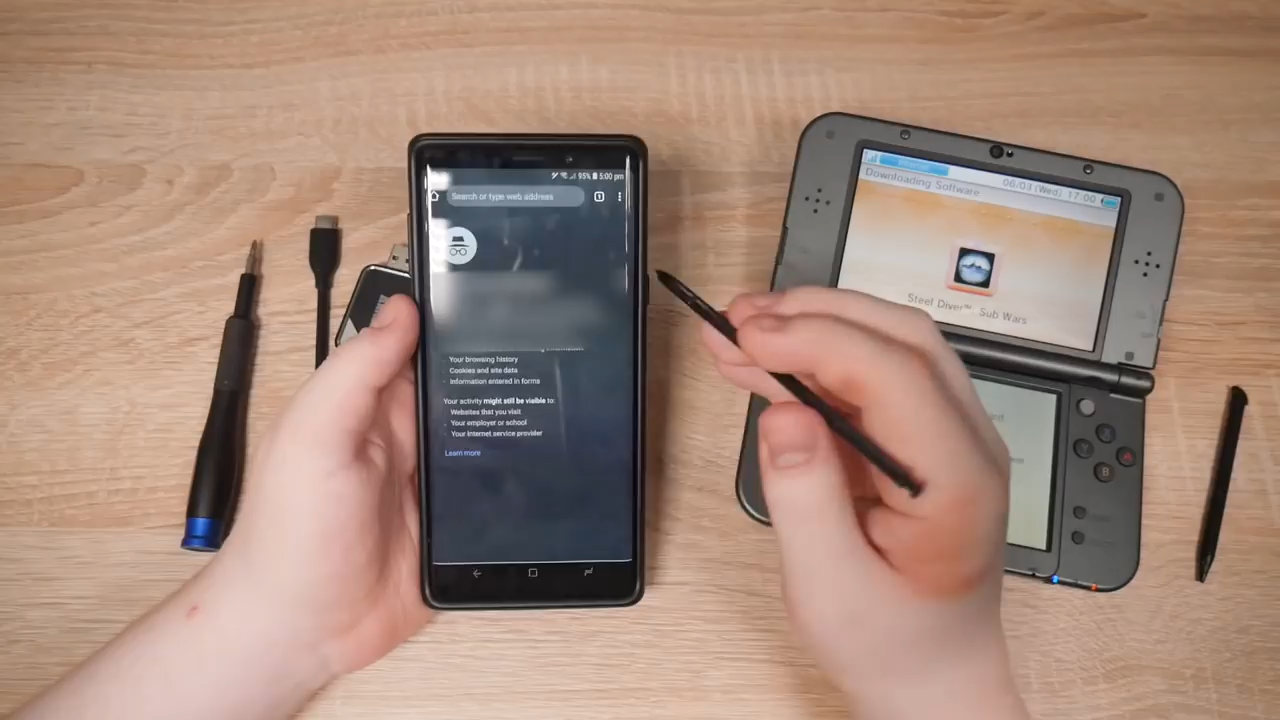 95% 5:00 pm
Search or type web address
1
Your browsing history
Cookies and site data
Information entered in forms
Your activity might still be visible to:
Websites that you visit
Your employer or school
Your internet service provider
Learn more
06/03 (Wed) 17:00
Downloading Software
Steel Diver™: Sub Wars
X
Y
A
B